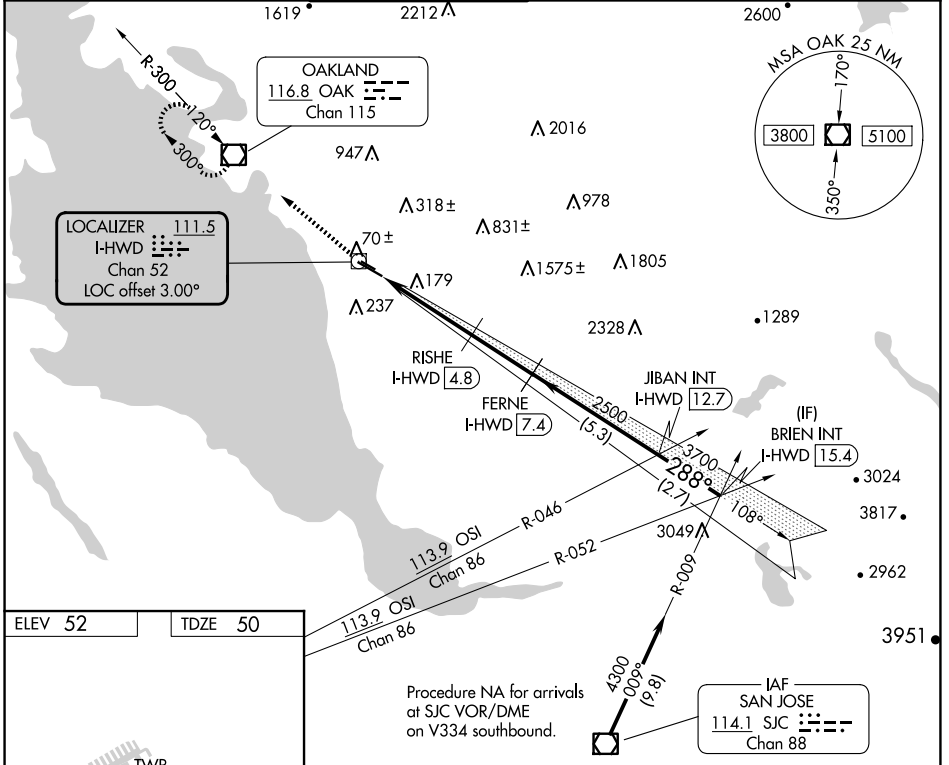 1619
2212
2600
MSA OAK 25 NM
170°
3800
5100
350°
R-300
120°
300°
OAKLAND
116.8 OAK
Chan 115
2016
947
318±
978
831±
LOCALIZER 111.5
I-HWD
Chan 52
LOC offset 3.00°
70±
179
237
1575±
1805
2328
1289
RISHE
I-HWD 4.8
FERNE
I-HWD 7.4
JIBAN INT
I-HWD 12.7
(IF)
BRIEN INT
I-HWD 15.4
2500
(5.3)
3700
288°
(2.7)
108°
3024
3817
3049
2962
3951
113.9 OSI
Chan 86
R-046
113.9 OSI
Chan 86
R-052
R-009
4300
009°
(9.8)
ELEV 52
TDZE 50
Procedure NA for arrivals
at SJC VOR/DME
on V334 southbound.
IAF
SAN JOSE
114.1 SJC
Chan 88